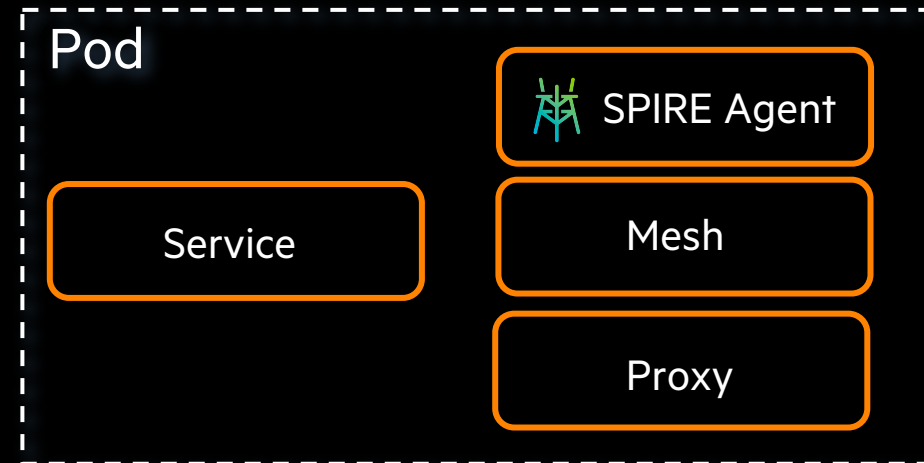 Pod
SPIRE Agent
Service
Mesh
Proxy